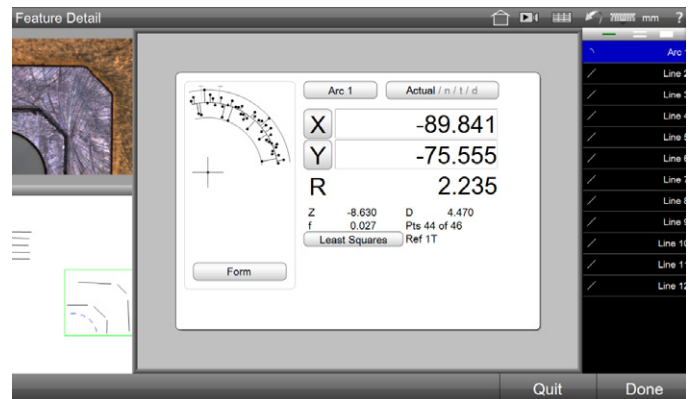 Feature Detail
mm ?
Arc 1 Actual / n / t / d
X -89.841
Y -75.555
R 2.235
Z -8.630 D 4.470
f 0.027 Pts 44 of 46
Least Squares Ref 1T
Form
Arc 1
Line 2
Line 3
Line 4
Line 5
Line 6
Line 7
Line 8
Line 9
Line 10
Line 11
Line 12
Quit Done